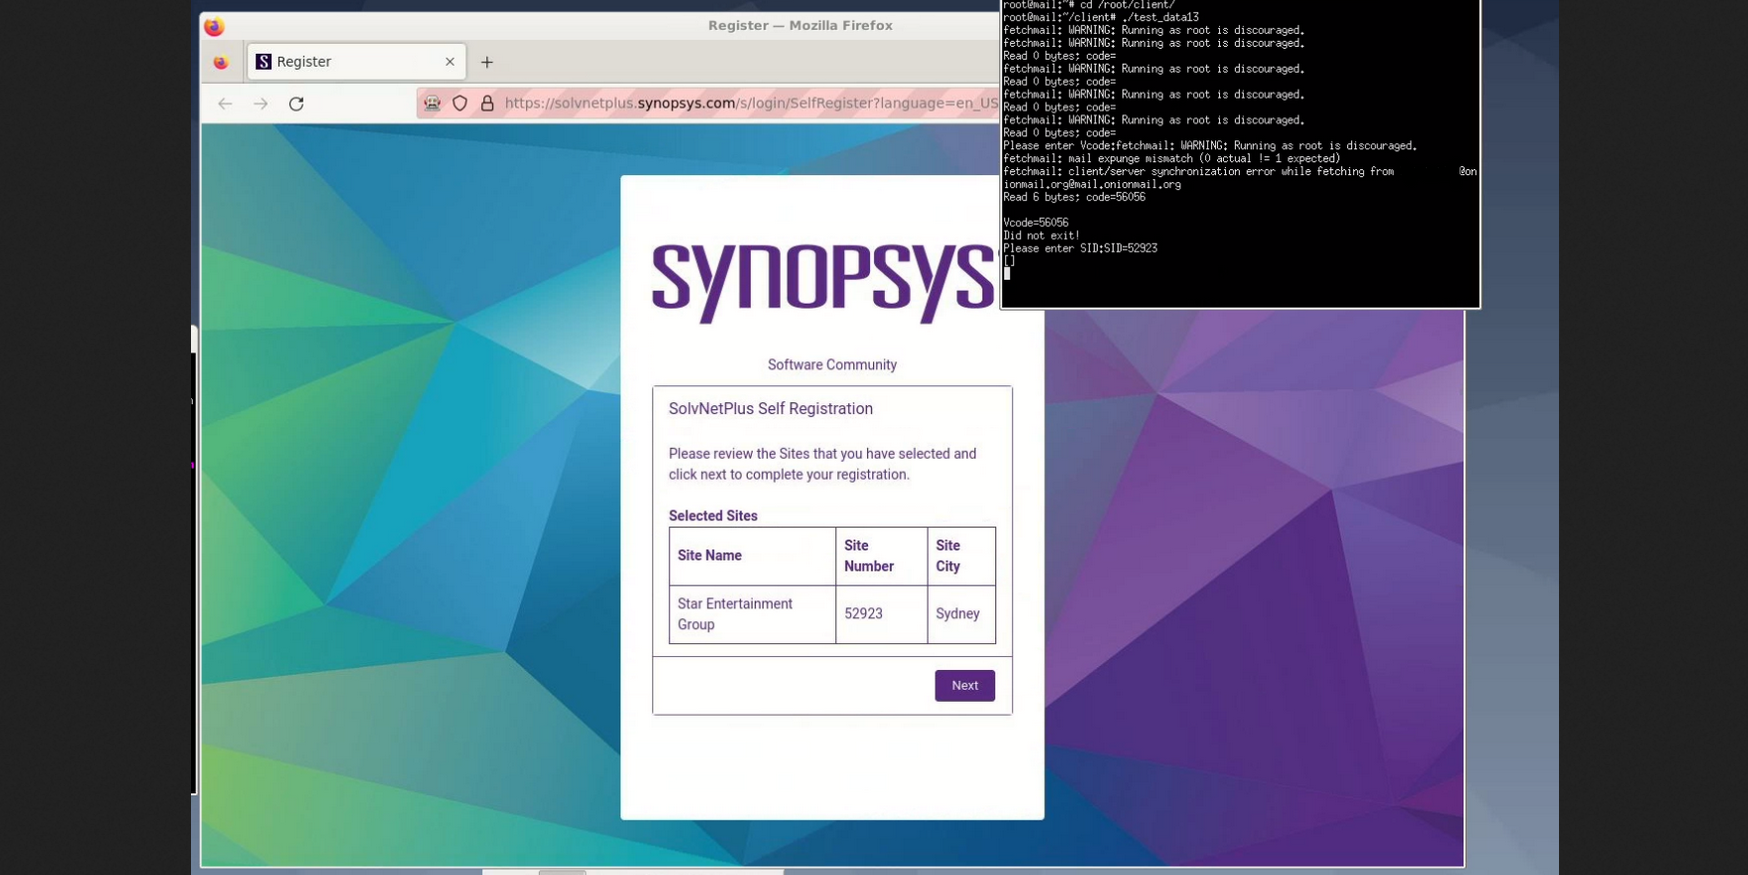 Register — Mozilla Firefox
Register
https://solvnetplus.synopsys.com/s/login/SelfRegister?language=en_US
SYNOPSYS
Software Community
SolvNetPlus Self Registration
Please review the Sites that you have selected and
click next to complete your registration.
Selected Sites
Site Name
Site
Number
Site
City
Star Entertainment
Group
52923
Sydney
Next
root@mail:~# cd /root/client/
root@mail:~/client# ./test_data13
fetchmail: WARNING: Running as root is discouraged.
fetchmail: WARNING: Running as root is discouraged.
Read 0 bytes; code=
fetchmail: WARNING: Running as root is discouraged.
Read 0 bytes; code=
fetchmail: WARNING: Running as root is discouraged.
Read 0 bytes; code=
fetchmail: WARNING: Running as root is discouraged.
Read 0 bytes; code=
Please enter Vcode:fetchmail: WARNING: Running as root is discouraged.
fetchmail: mail expunge mismatch (0 actual != 1 expected)
fetchmail: client/server synchronization error while fetching from @on
ionmail.org@mail.onionmail.org
Read 6 bytes; code=56056
Vcode=56056
Did not exit!
Please enter SID:SID=52923
[]